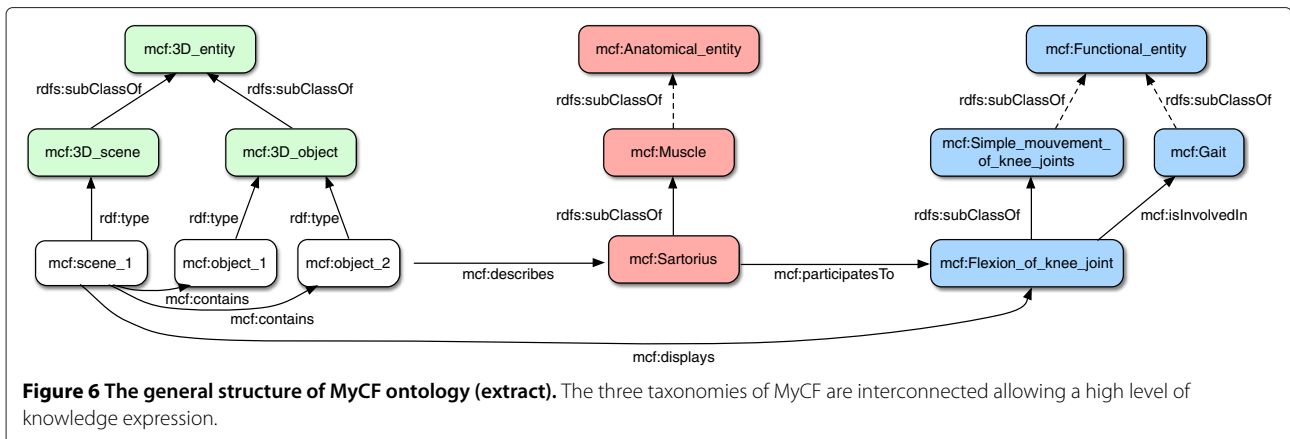 mcf:3D_entity
mcf:Anatomical_entity
mcf:Functional_entity
rdfs:subClassOf
rdfs:subClassOf
rdfs:subClassOf
rdfs:subClassOf
rdfs:subClassOf
mcf:3D_scene
mcf:3D_object
mcf:Muscle
mcf:Simple_mouvement_
of_knee_joints
mcf:Gait
rdf:type
rdf:type
rdf:type
rdfs:subClassOf
rdfs:subClassOf
mcf:isInvolvedIn
mcf:scene_1
mcf:object_1
mcf:object_2
mcf:describes
mcf:Sartorius
mcf:participatesTo
mcf:Flexion_of_knee_joint
mcf:contains
mcf:contains
mcf:displays
Figure 6 The general structure of MyCF ontology (extract). The three taxonomies of MyCF are interconnected allowing a high level of
knowledge expression.